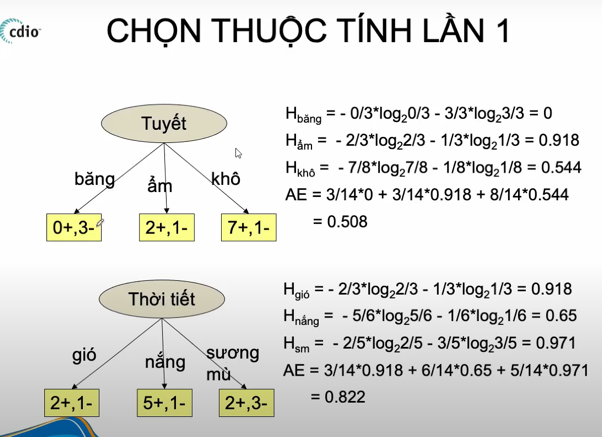 cdio
CHỌN THUỘC TÍNH LẦN 1
Tuyết
băng
ẩm
khô
0+,3-
2+,1-
7+,1-
Hbăng = - 0/3*log20/3 - 3/3*log23/3 = 0
Hẩm = - 2/3*log22/3 - 1/3*log21/3 = 0.918
Hkhô = - 7/8*log27/8 - 1/8*log21/8 = 0.544
AE = 3/14*0 + 3/14*0.918 + 8/14*0.544
= 0.508
Thời tiết
gió
nắng
sương
mù
2+,1-
5+,1-
2+,3-
Hgió = - 2/3*log22/3 - 1/3*log21/3 = 0.918
Hnắng = - 5/6*log25/6 - 1/6*log21/6 = 0.65
Hsm = - 2/5*log22/5 - 3/5*log23/5 = 0.971
AE = 3/14*0.918 + 6/14*0.65 + 5/14*0.971
= 0.822